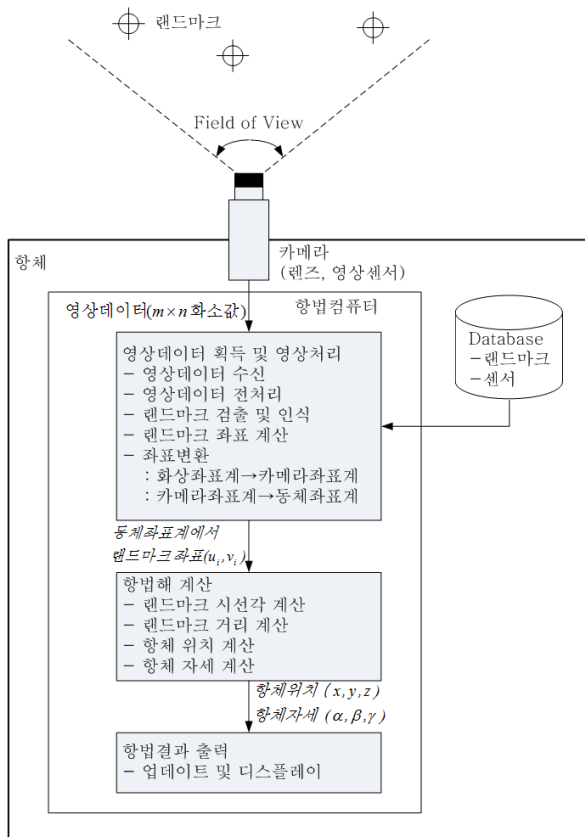 랜드마크
Field of View
항체
카메라
(렌즈, 영상센서)
영상데이터(m×n 화소값)
항법컴퓨터
Database
-랜드마크
-센서
영상데이터 획득 및 영상처리
- 영상데이터 수신
- 영상데이터 전처리
- 랜드마크 검출 및 인식
- 랜드마크 좌표 계산
- 좌표변환
: 화상좌표계→카메라좌표계
: 카메라좌표계→동체좌표계
동체좌표계에서
랜드마크좌표(u_i,v_i)
항법해 계산
- 랜드마크 시선각 계산
- 랜드마크 거리 계산
- 항체 위치 계산
- 항체 자세 계산
항체위치 (x,y,z)
항체자세 (α,β,γ)
항법결과 출력
- 업데이트 및 디스플레이